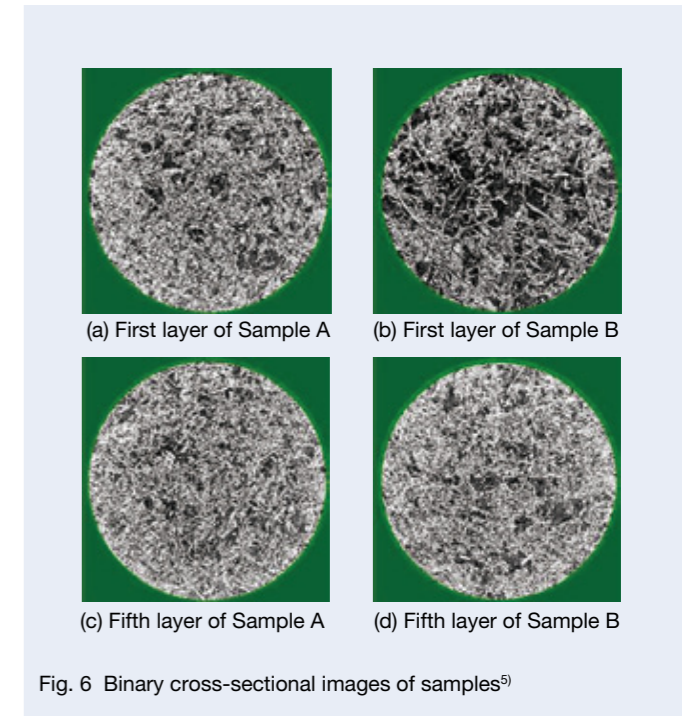 (a) First layer of Sample A
(b) First layer of Sample B
(c) Fifth layer of Sample A
(d) Fifth layer of Sample B
Fig. 6 Binary cross-sectional images of samples5)